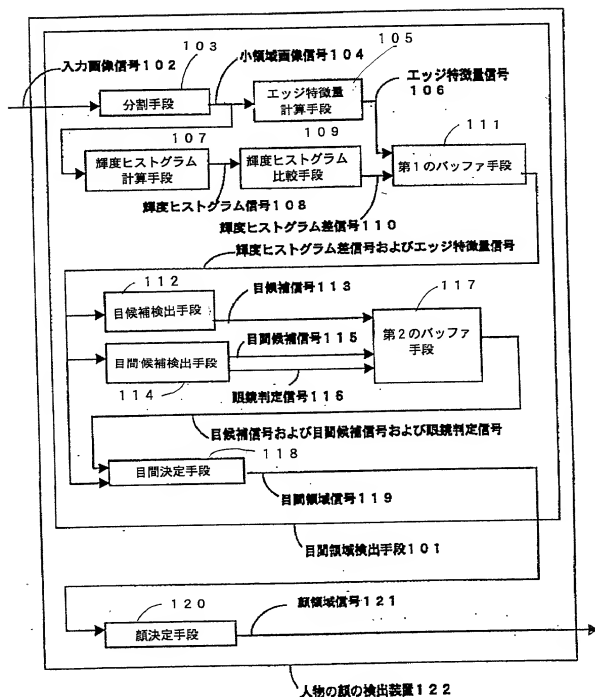 入力画像信号102
103
小領域画像信号104
105
エッジ特徴量信号
106
分割手段
エッジ特徴量
計算手段
107
109
111
輝度ヒストグラム
計算手段
輝度ヒストグラム
比較手段
第1のバッファ手段
輝度ヒストグラム信号108
輝度ヒストグラム差信号110
輝度ヒストグラム差信号およびエッジ特徴量信号
112
目候補信号113
117
目候補検出手段
目間候補信号115
第2のバッファ
手段
目間候補検出手段
114
眼鏡判定信号116
目候補信号および目間候補信号および眼鏡判定信号
118
目間決定手段
目間領域信号119
目間領域検出手段101
120
顔領域信号121
顔決定手段
人物の顔の検出装置122